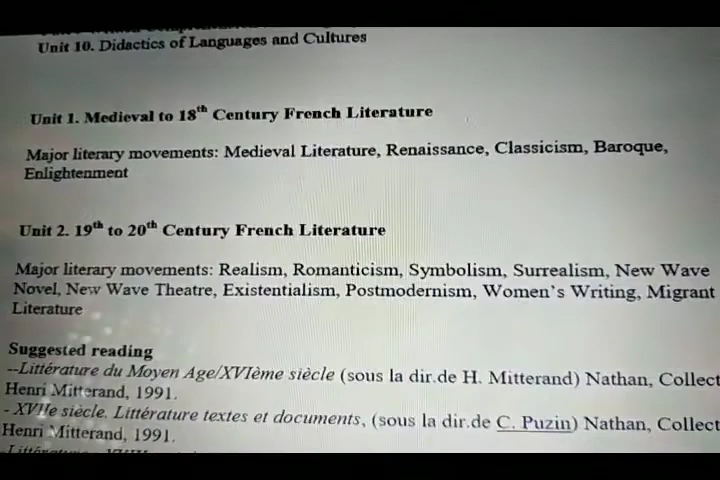 Unit 10. Didactics of Languages and Cultures
Unit 1. Medieval to 18th Century French Literature
Major literary movements: Medieval Literature, Renaissance, Classicism, Baroque,
Enlightenment
Unit 2. 19th to 20th Century French Literature
Major literary movements: Realism, Romanticism, Symbolism, Surrealism, New Wave
Novel, New Wave Theatre, Existentialism, Postmodernism, Women's Writing, Migrant
Literature
Suggested reading
--Littérature du Moyen Age/XVIème siècle (sous la dir.de H. Mitterand) Nathan, Collect
Henri Mitterand, 1991.
- XVIIe siècle. Littérature textes et documents, (sous la dir.de C. Puzin) Nathan, Collect
Henri Mitterand, 1991.